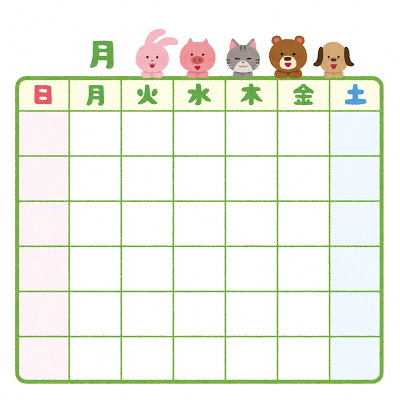 月
日 月 火 水 木 金 土